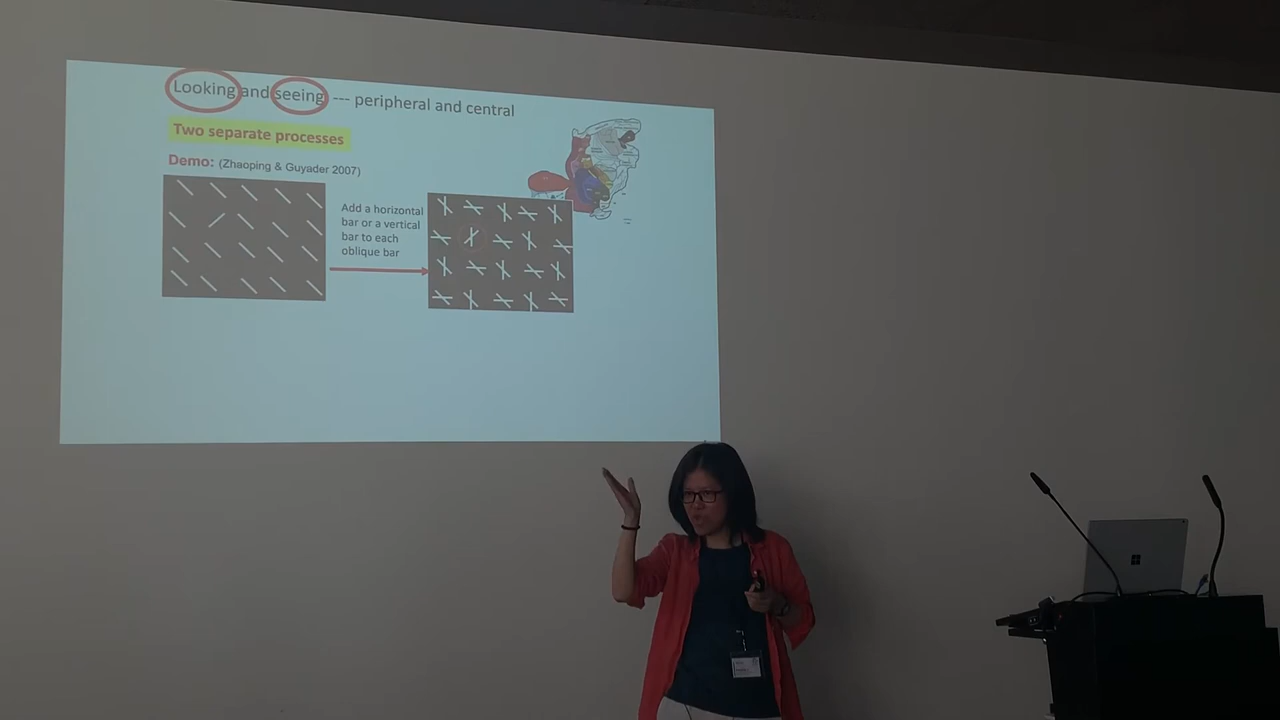 Looking and seeing --- peripheral and central
Two separate processes
Demo: (Zhaoping & Guyader 2007)
Add a horizontal
bar or a vertical
bar to each
oblique bar